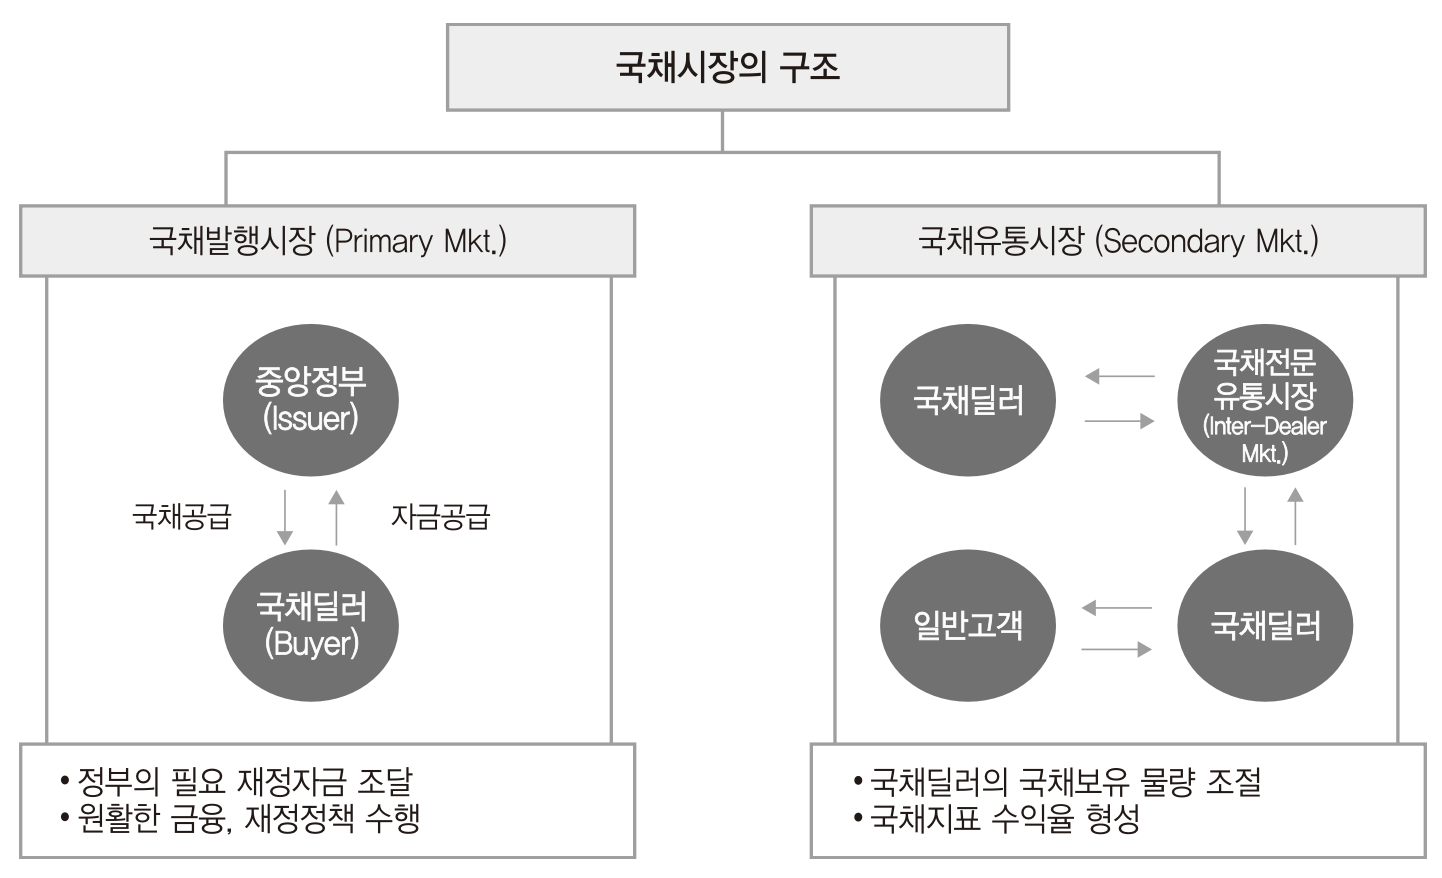 국채시장의 구조
국채발행시장 (Primary Mkt.)
중앙정부
(Issuer)
국채공급
자금공급
국채딜러
(Buyer)
• 정부의 필요 재정자금 조달
• 원활한 금융, 재정정책 수행
국채유통시장 (Secondary Mkt.)
국채딜러
국채전문
유통시장
(Inter-Dealer
Mkt.)
일반고객
국채딜러
• 국채딜러의 국채보유 물량 조절
• 국채지표 수익율 형성